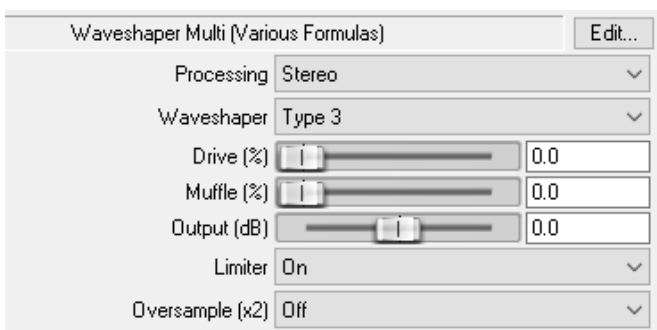 Waveshaper Multi (Various Formulas) Edit...
Processing Stereo
Waveshaper Type 3
Drive (%) 0.0
Muffle (%) 0.0
Output (dB) 0.0
Limiter On
Oversample (x2) Off